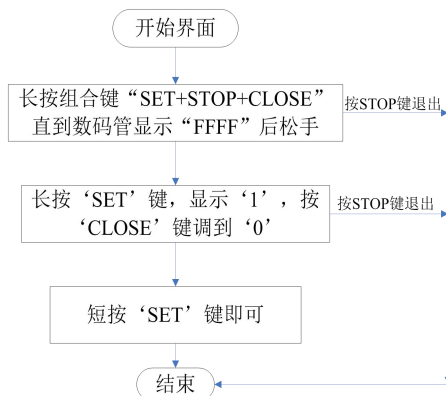 开始界面
长按组合键“SET+STOP+CLOSE”
直到数码管显示“FFFF”后松手
按STOP键退出
长按‘SET’键，显示‘1’，按
‘CLOSE’键调到‘0’
按STOP键退出
短按‘SET’键即可
结束